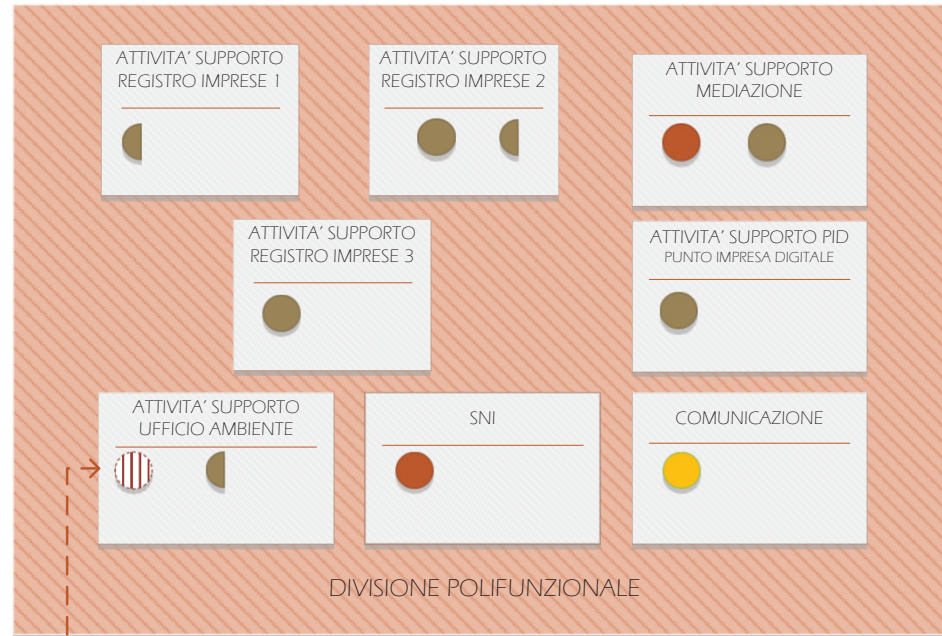 ATTIVITA’ SUPPORTO
REGISTRO IMPRESE 1
ATTIVITA’ SUPPORTO
REGISTRO IMPRESE 2
ATTIVITA’ SUPPORTO
MEDIAZIONE
ATTIVITA’ SUPPORTO
REGISTRO IMPRESE 3
ATTIVITA’ SUPPORTO PID
PUNTO IMPRESA DIGITALE
ATTIVITA’ SUPPORTO
UFFICIO AMBIENTE
SNI
COMUNICAZIONE
DIVISIONE POLIFUNZIONALE